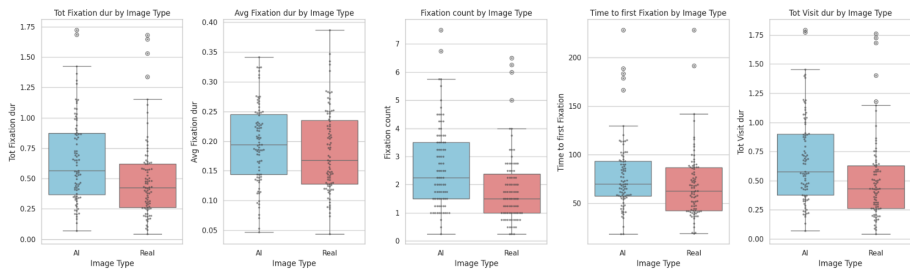 Tot Fixation dur by Image Type
Tot Fixation dur
1.75
1.50
1.25
1.00
0.75
0.50
0.25
0.00
AI Real
Image Type
Avg Fixation dur by Image Type
Avg Fixation dur
0.40
0.35
0.30
0.25
0.20
0.15
0.10
0.05
AI Real
Image Type
Fixation count by Image Type
Fixation count
7
6
5
4
3
2
1
0
AI Real
Image Type
Time to first Fixation by Image Type
Time to first Fixation
200
150
100
50
AI Real
Image Type
Tot Visit dur by Image Type
Tot Visit dur
1.75
1.50
1.25
1.00
0.75
0.50
0.25
0.00
AI Real
Image Type